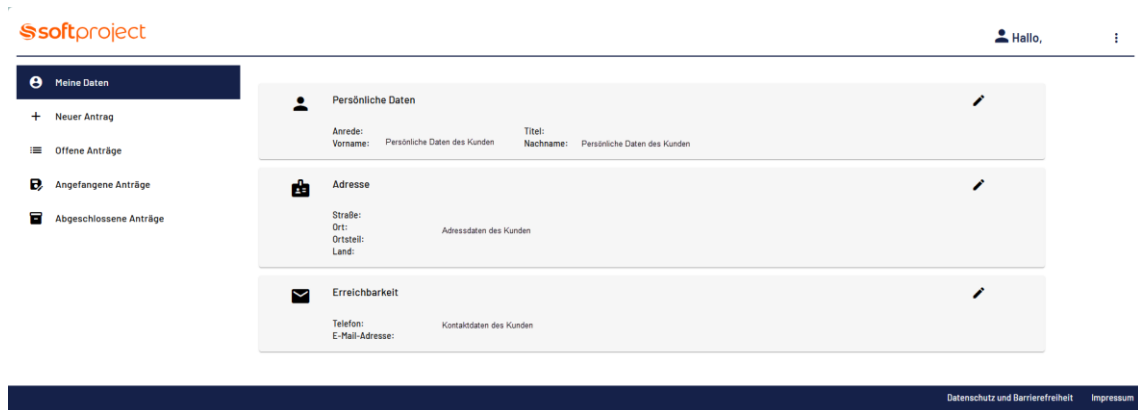 softproject
Hallo,
Meine Daten
Neuer Antrag
Offene Anträge
Angefangene Anträge
Abgeschlossene Anträge
Persönliche Daten
Anrede: Titel:
Vorname: Persönliche Daten des Kunden Nachname: Persönliche Daten des Kunden
Adresse
Straße:
Ort: Adressdaten des Kunden
Ortsteil:
Land:
Erreichbarkeit
Telefon: Kontaktdaten des Kunden
E-Mail-Adresse:
Datenschutz und Barrierefreiheit Impressum